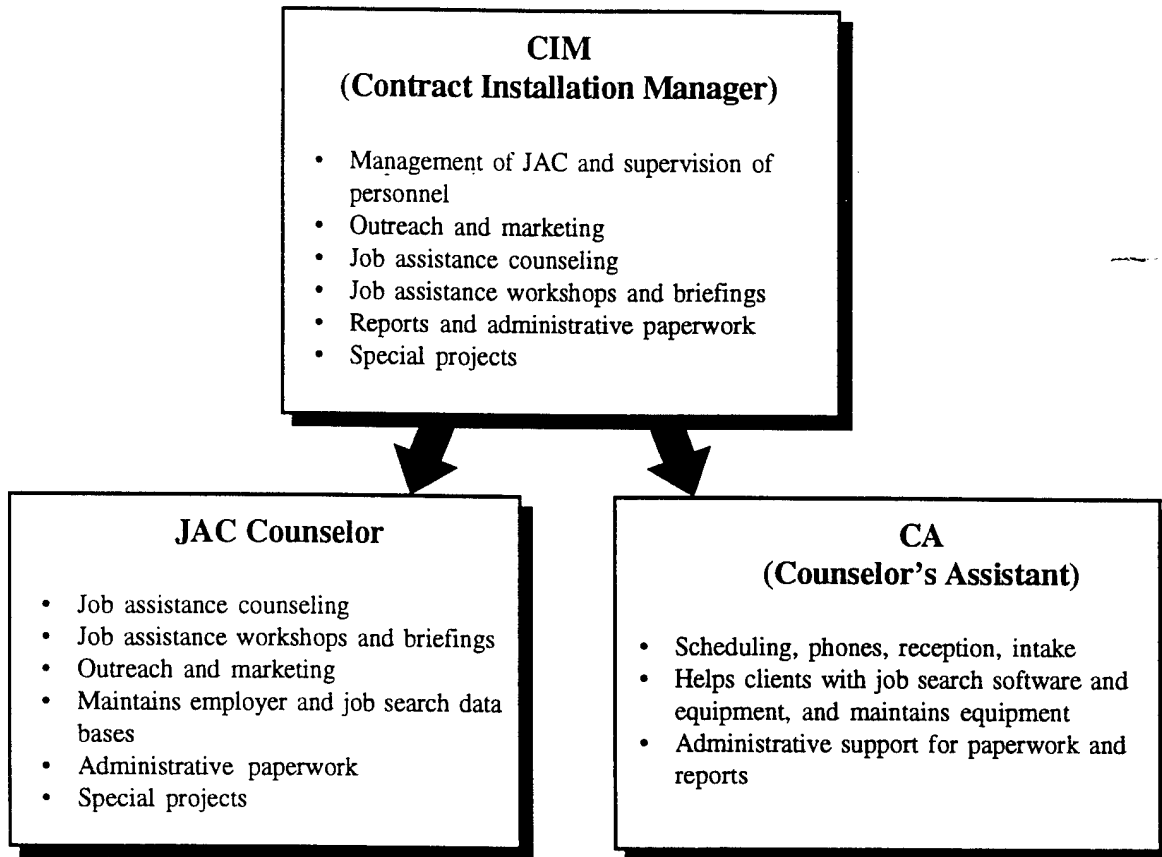 CIM
(Contract Installation Manager)
• Management of JAC and supervision of
personnel
• Outreach and marketing
• Job assistance counseling
• Job assistance workshops and briefings
• Reports and administrative paperwork
• Special projects
JAC Counselor
• Job assistance counseling
• Job assistance workshops and briefings
• Outreach and marketing
• Maintains employer and job search data
bases
• Administrative paperwork
• Special projects
CA
(Counselor's Assistant)
• Scheduling, phones, reception, intake
• Helps clients with job search software and
equipment, and maintains equipment
• Administrative support for paperwork and
reports